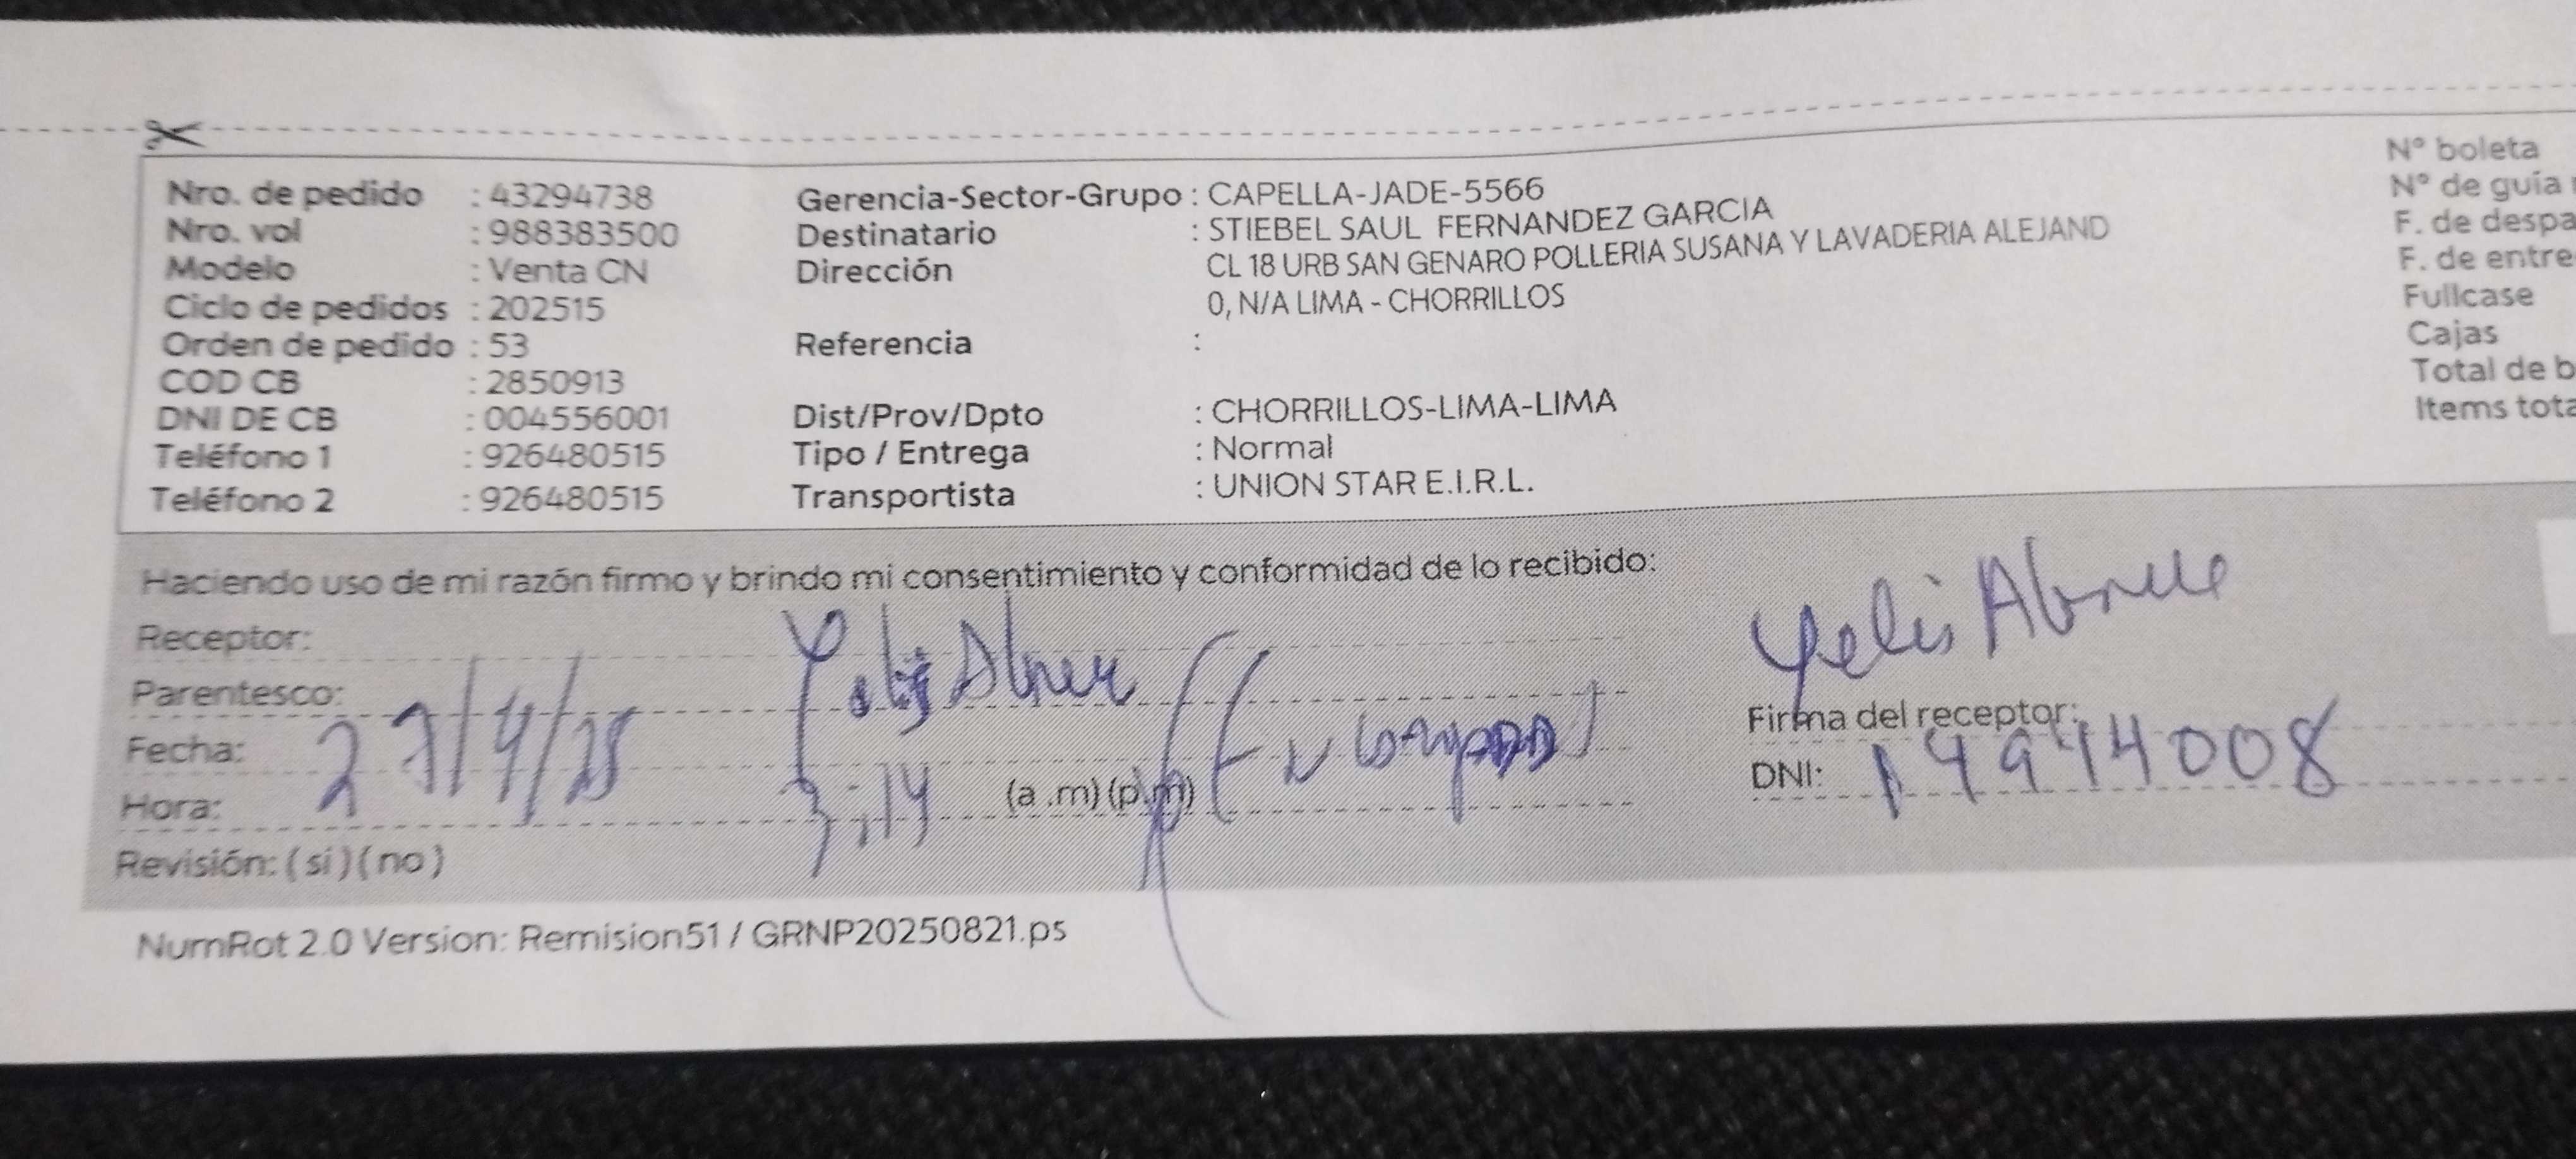 Nro. de pedido : 43294738 Gerencia-Sector-Grupo : CAPELLA-JADE-5566 N° boleta
Nro. vol : 988383500 Destinatario : STIEBEL SAUL FERNANDEZ GARCIA N° de guía
Modelo : Venta CN Dirección CL 18 URB SAN GENARO POLLERIA SUSANA Y LAVADERIA ALEJAND F. de despa
Ciclo de pedidos : 202515 0, N/A LIMA - CHORRILLOS F. de entre
Fullcase
Orden de pedido : 53 Referencia : Cajas
COD CB : 2850913 Total de b
DNI DE CB : 004556001 Dist/Prov/Dpto : CHORRILLOS-LIMA-LIMA Items tota
Teléfono 1 : 926480515 Tipo / Entrega : Normal
Teléfono 2 : 926480515 Transportista : UNION STAR E.I.R.L.
Haciendo uso de mi razón firmo y brindo mi consentimiento y conformidad de lo recibido:
Receptor:
Parentesco: Firma del receptor:
Fecha: DNI:
Hora: 3:14 (a .m) (p.m)
Revisión: ( si ) ( no )
NumRot 2.0 Version: Remision51 / GRNP20250821.ps